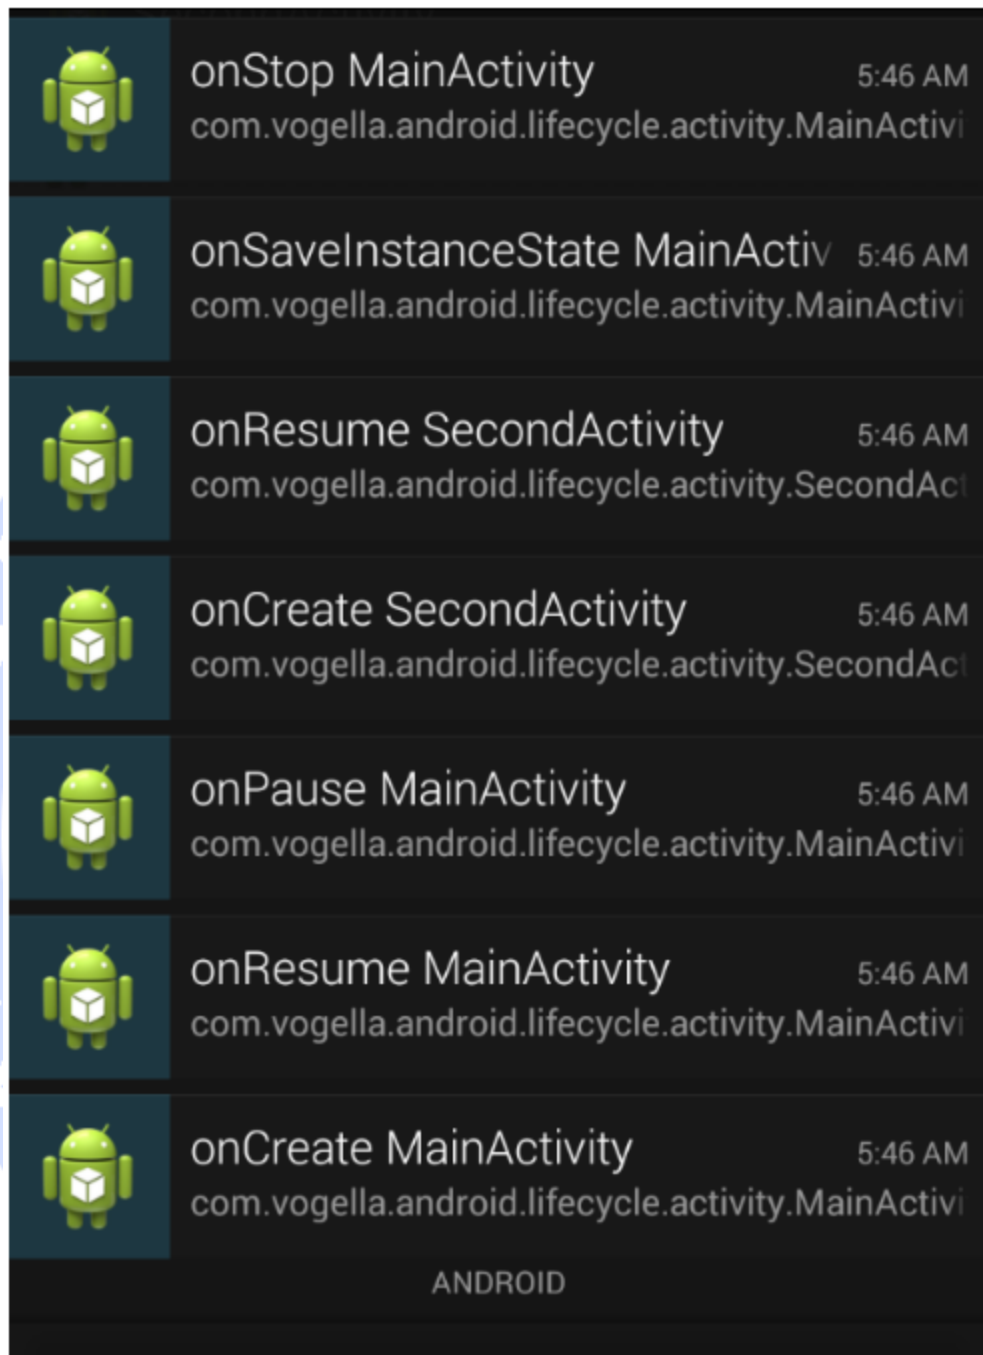 onStop MainActivity 5:46 AM
com.vogella.android.lifecycle.activity.MainActivi
onSaveInstanceState MainActiv 5:46 AM
com.vogella.android.lifecycle.activity.MainActivi
onResume SecondActivity 5:46 AM
com.vogella.android.lifecycle.activity.SecondAct
onCreate SecondActivity 5:46 AM
com.vogella.android.lifecycle.activity.SecondAct
onPause MainActivity 5:46 AM
com.vogella.android.lifecycle.activity.MainActivi
onResume MainActivity 5:46 AM
com.vogella.android.lifecycle.activity.MainActivi
onCreate MainActivity 5:46 AM
com.vogella.android.lifecycle.activity.MainActivi
ANDROID